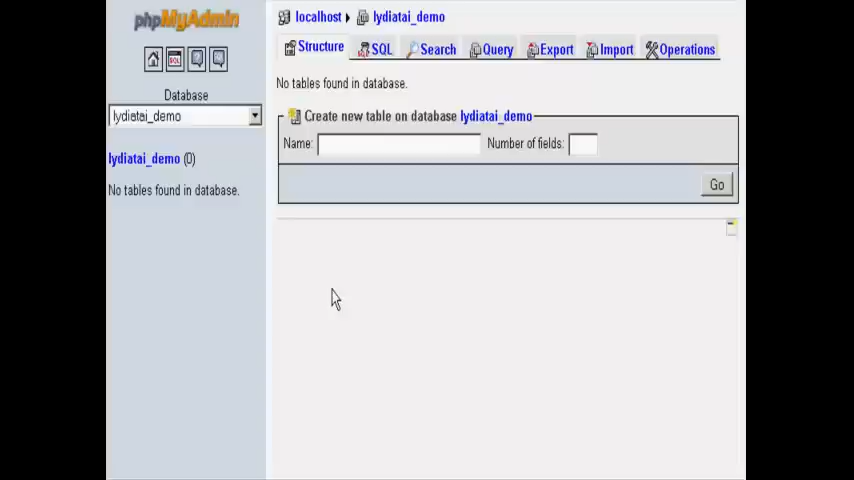 phpMyAdmin
SQL
Database
lydiatai_demo
lydiatai_demo (0)
No tables found in database.
localhost ▸ lydiatai_demo
Structure SQL Search Query Export Import Operations
No tables found in database.
Create new table on database lydiatai_demo
Name: Number of fields:
Go